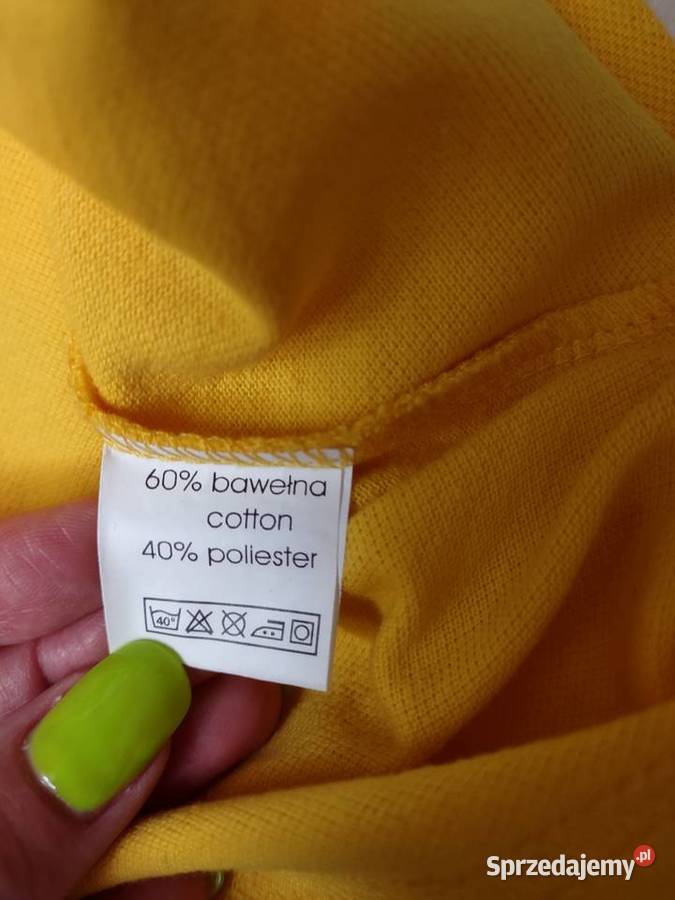 60% bawełna
cotton
40% poliester
40°
Sprzedajemy.pl